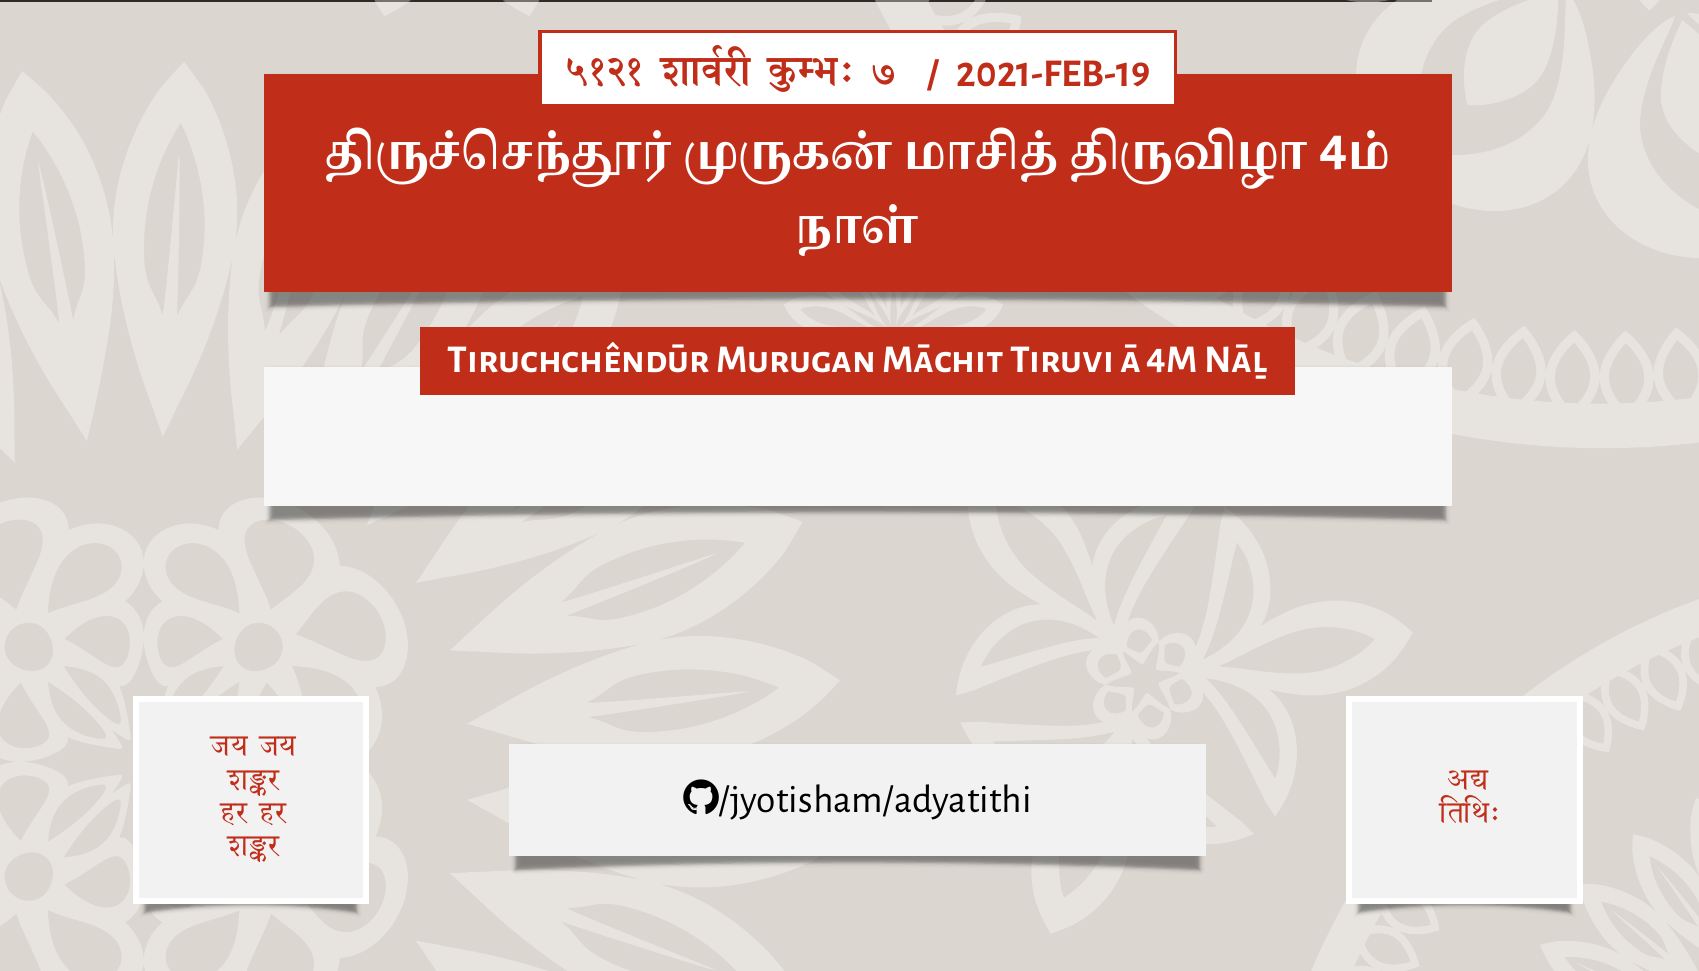 ५१२१ शार्वरी कुम्भः ७ / 2021-FEB-19
திருச்செந்தூர் முருகன் மாசித் திருவிழா 4ம்
நாள்
Tiruchchêndūr Murugan Māchit Tiruvi ā 4m Nāḻ
जय जय
शङ्कर
हर हर
शङ्कर
/jyotisham/adyatithi
अद्य
तिथिः